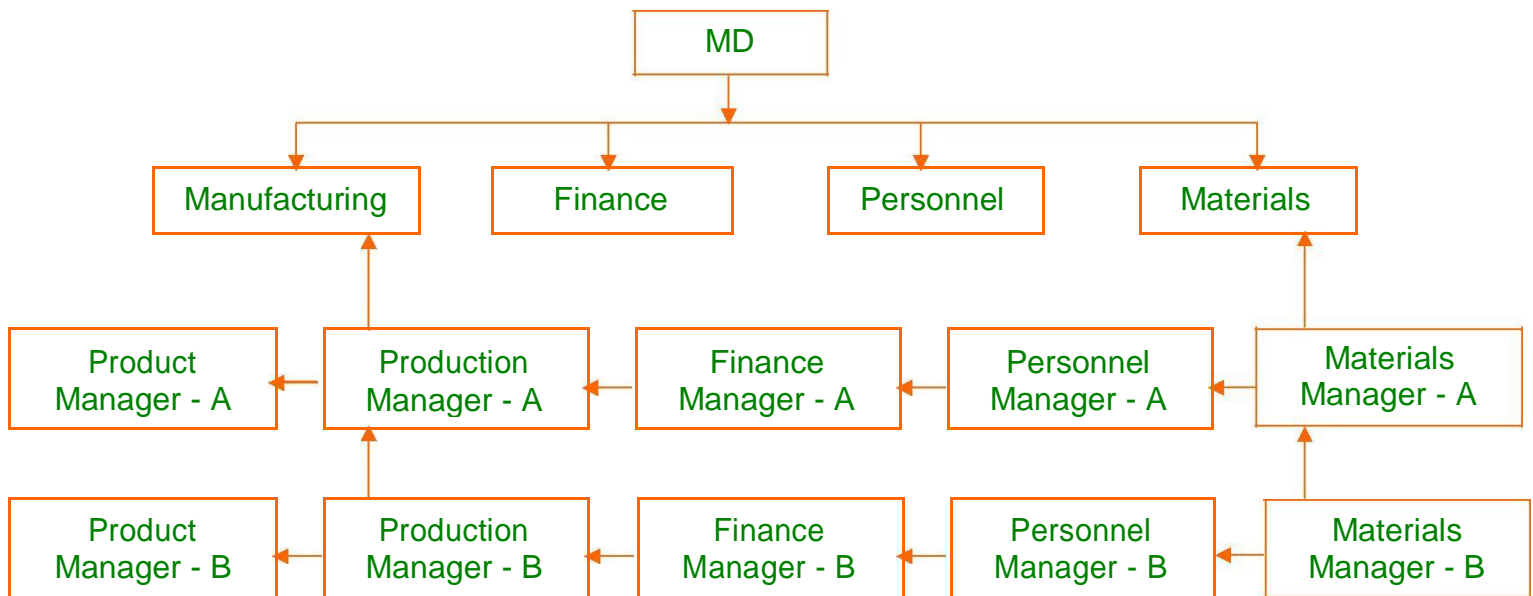 MD
Manufacturing
Finance
Personnel
Materials
Product
Manager - A
Production
Manager - A
Finance
Manager - A
Personnel
Manager - A
Materials
Manager - A
Product
Manager - B
Production
Manager - B
Finance
Manager - B
Personnel
Manager - B
Materials
Manager - B